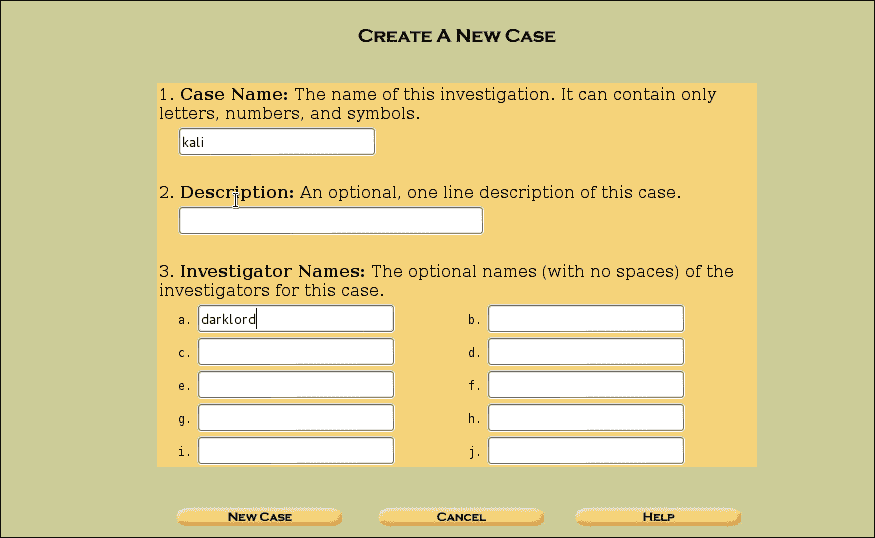 CREATE A NEW CASE
1. Case Name: The name of this investigation. It can contain only
letters, numbers, and symbols.
kali
2. Description: An optional, one line description of this case.
3. Investigator Names: The optional names (with no spaces) of the
investigators for this case.
a. darklord b.
c. d.
e. f.
g. h.
i. j.
NEW CASE CANCEL HELP